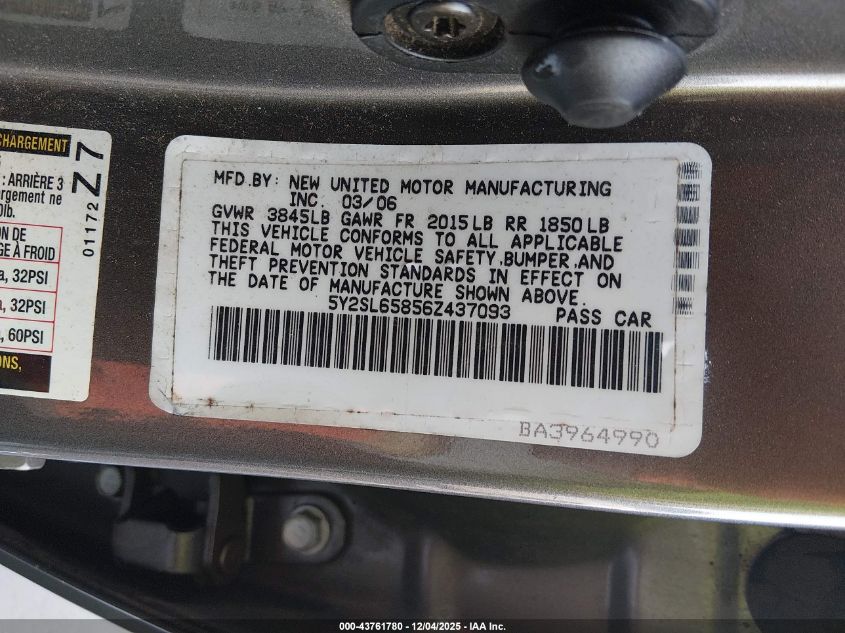 CHARGEMENT
: ARRIÈRE 3
argement ne
0lb.
ON DE
GE À FROID
a, 32PSI
a, 32PSI
a, 60PSI
ONS,
01172
Z7
MFD.BY: NEW UNITED MOTOR MANUFACTURING
INC. 03/06
GVWR 3845LB GAWR FR 2015LB RR 1850LB
THIS VEHICLE CONFORMS TO ALL APPLICABLE
FEDERAL MOTOR VEHICLE SAFETY,BUMPER,AND
THEFT PREVENTION STANDARDS IN EFFECT ON
THE DATE OF MANUFACTURE SHOWN ABOVE.
5Y2SL65856Z437093 PASS CAR
BA3964990
000-43761780 - 12/04/2025 - IAA Inc.